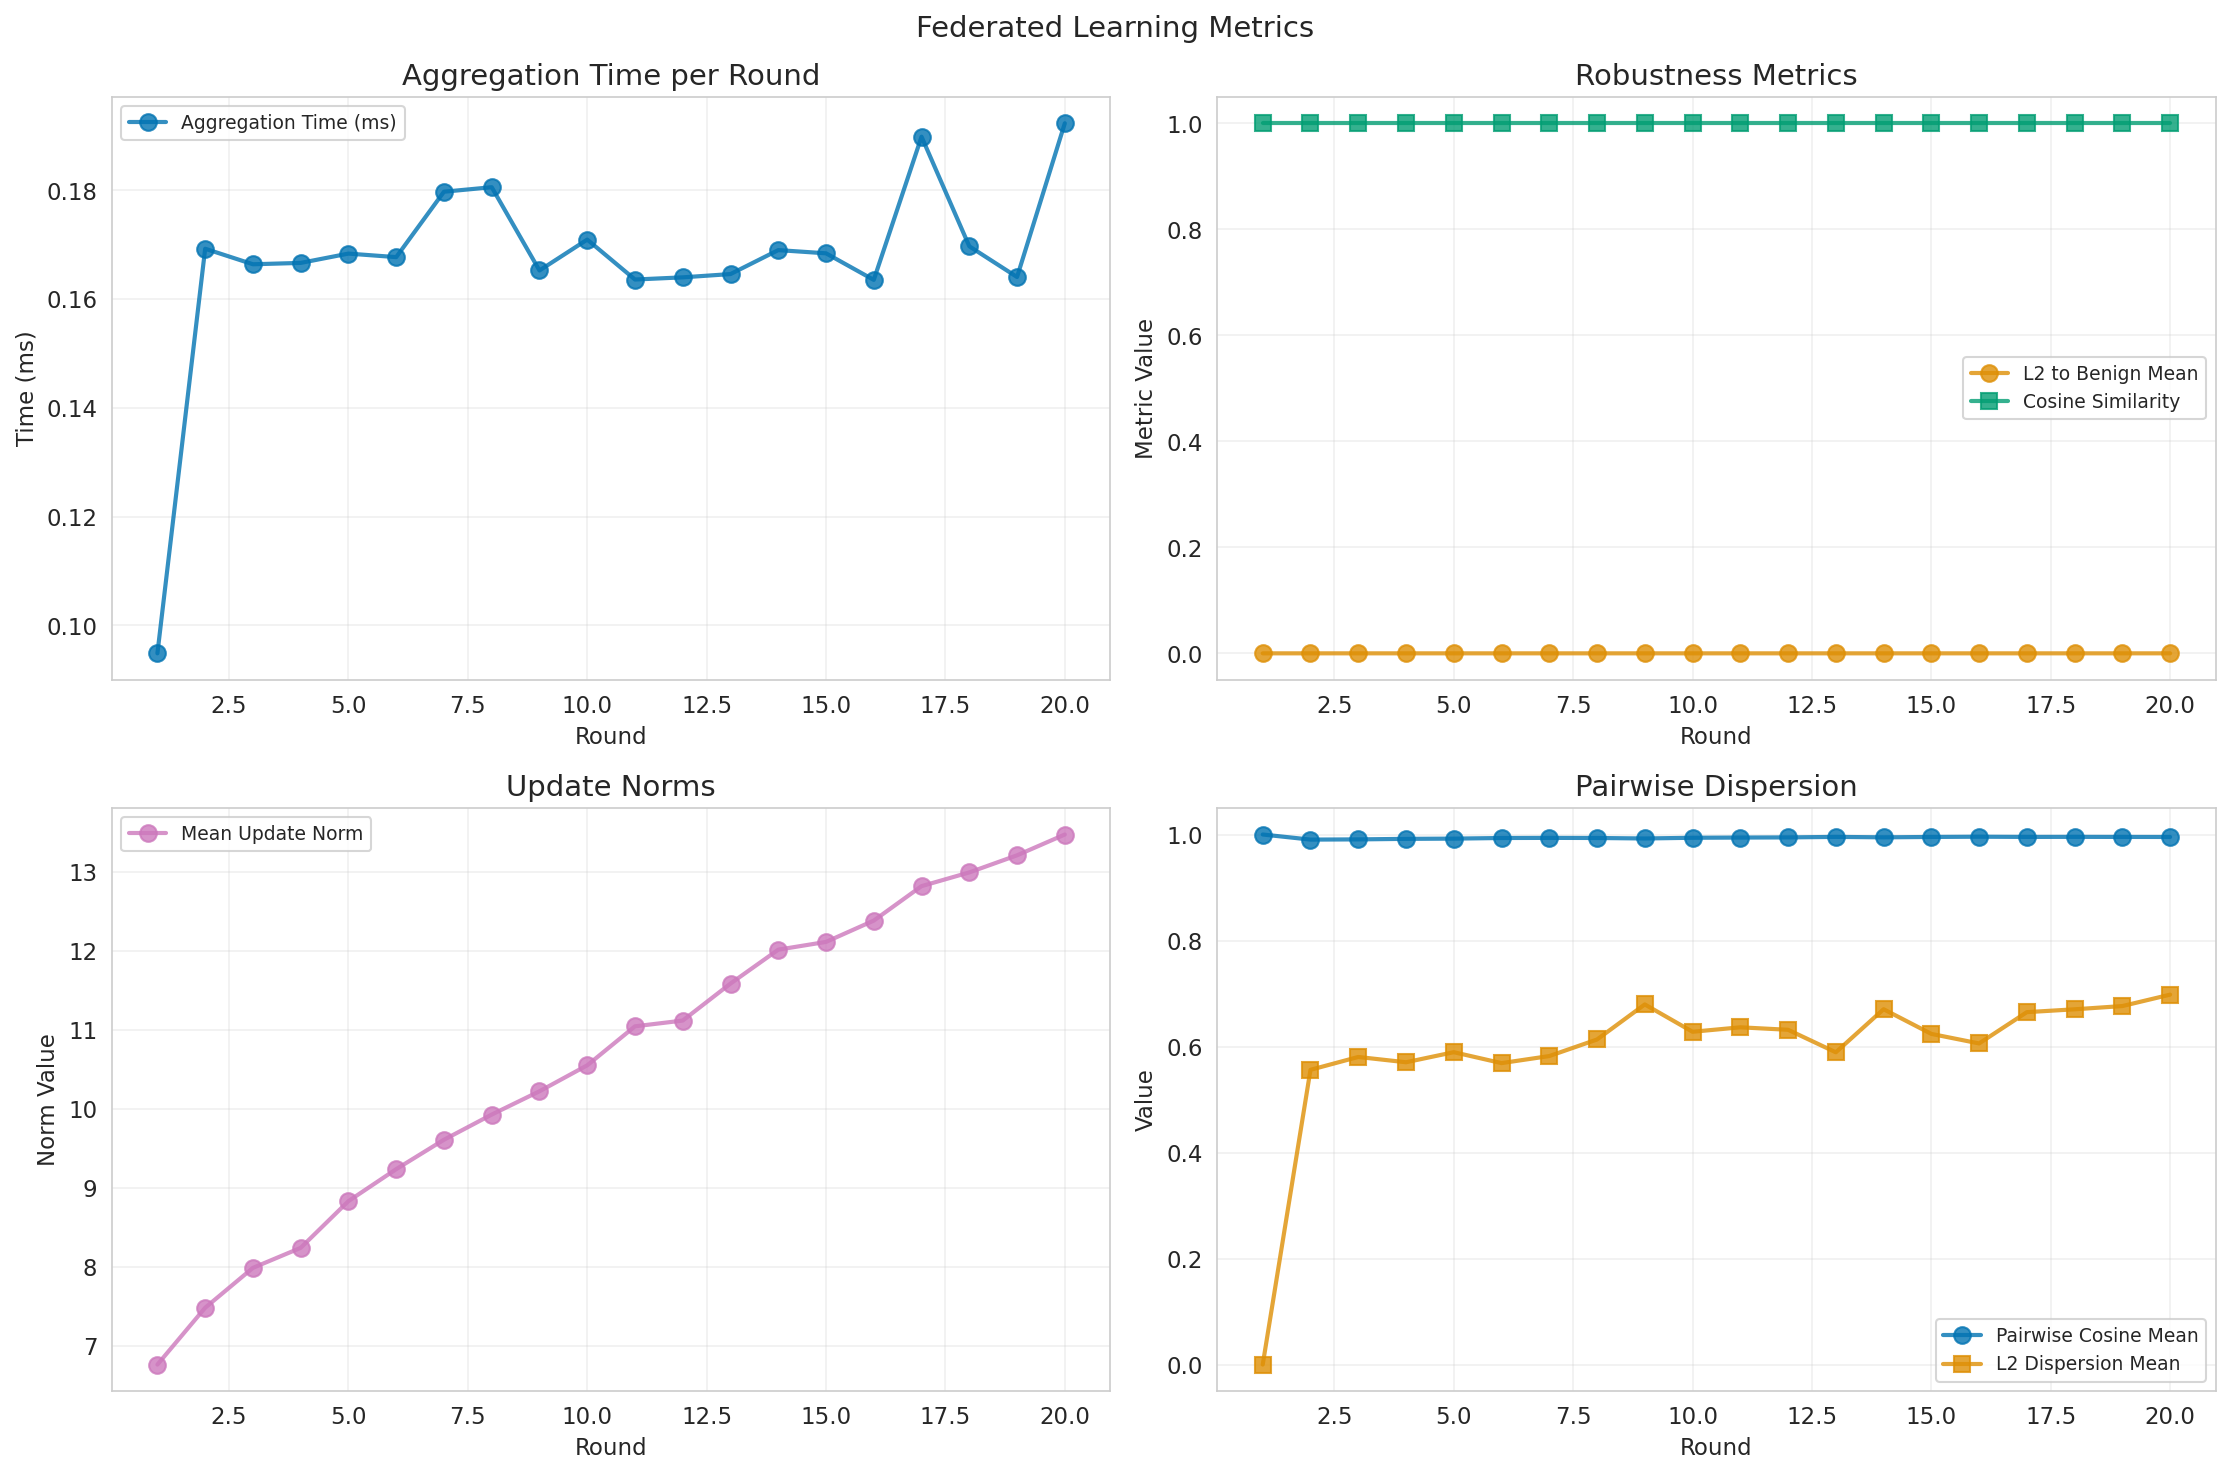 Federated Learning Metrics
Aggregation Time per Round
Aggregation Time (ms)
Time (ms)
0.18
0.16
0.14
0.12
0.10
2.5 5.0 7.5 10.0 12.5 15.0 17.5 20.0
Round
Robustness Metrics
Metric Value
1.0
0.8
0.6
0.4
0.2
0.0
L2 to Benign Mean
Cosine Similarity
2.5 5.0 7.5 10.0 12.5 15.0 17.5 20.0
Round
Update Norms
Mean Update Norm
Norm Value
13
12
11
10
9
8
7
2.5 5.0 7.5 10.0 12.5 15.0 17.5 20.0
Round
Pairwise Dispersion
Value
1.0
0.8
0.6
0.4
0.2
0.0
Pairwise Cosine Mean
L2 Dispersion Mean
2.5 5.0 7.5 10.0 12.5 15.0 17.5 20.0
Round